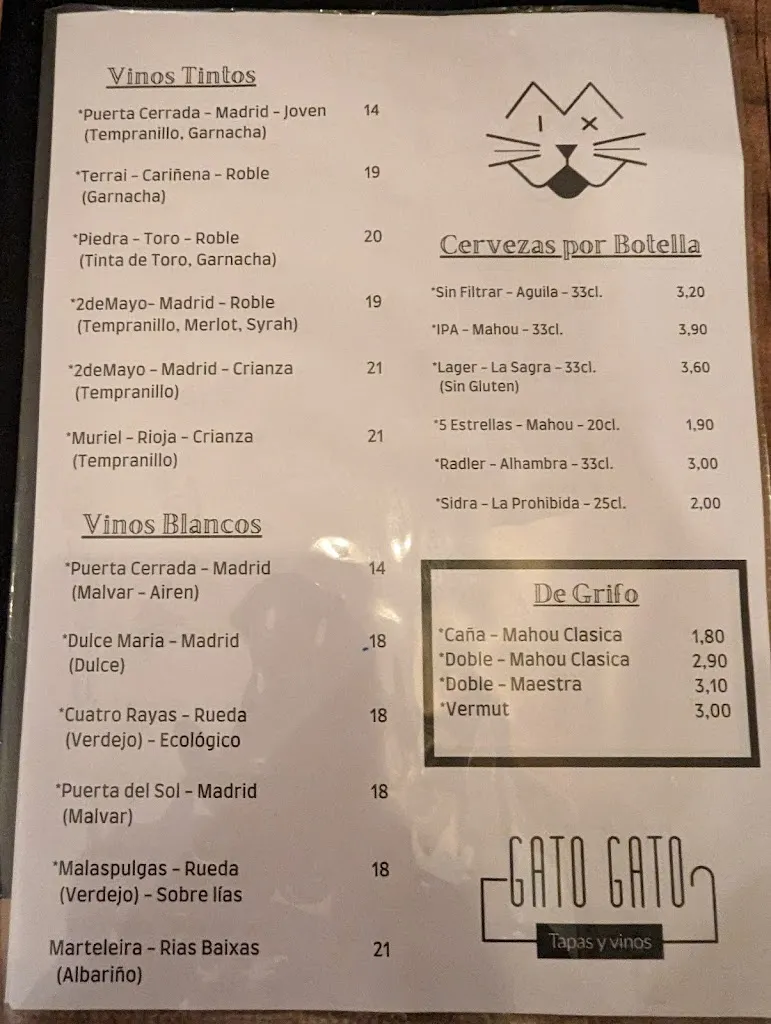 Vinos Tintos
*Puerta Cerrada - Madrid - Joven 14
(Tempranillo, Garnacha)
*Terrai - Cariñena - Roble 19
(Garnacha)
*Piedra - Toro - Roble 20
(Tinta de Toro, Garnacha)
*2deMayo- Madrid - Roble 19
(Tempranillo, Merlot, Syrah)
*2deMayo - Madrid - Crianza 21
(Tempranillo)
*Muriel - Rioja - Crianza 21
(Tempranillo)
Vinos Blancos
*Puerta Cerrada - Madrid 14
(Malvar - Airen)
*Dulce Maria - Madrid 18
(Dulce)
*Cuatro Rayas - Rueda 18
(Verdejo) - Ecológico
*Puerta del Sol - Madrid 18
(Malvar)
*Malaspulgas - Rueda 18
(Verdejo) - Sobre lías
Marteleira - Rias Baixas 21
(Albariño)
Cervezas por Botella
*Sin Filtrar - Aguila - 33cl. 3,20
*IPA - Mahou - 33cl. 3,90
*Lager - La Sagra - 33cl. 3,60
(Sin Gluten)
*5 Estrellas - Mahou - 20cl. 1,90
*Radler - Alhambra - 33cl. 3,00
*Sidra - La Prohibida - 25cl. 2,00
De Grifo
*Caña - Mahou Clasica 1,80
*Doble - Mahou Clasica 2,90
*Doble - Maestra 3,10
*Vermut 3,00
GATO GATO
Tapas y vinos